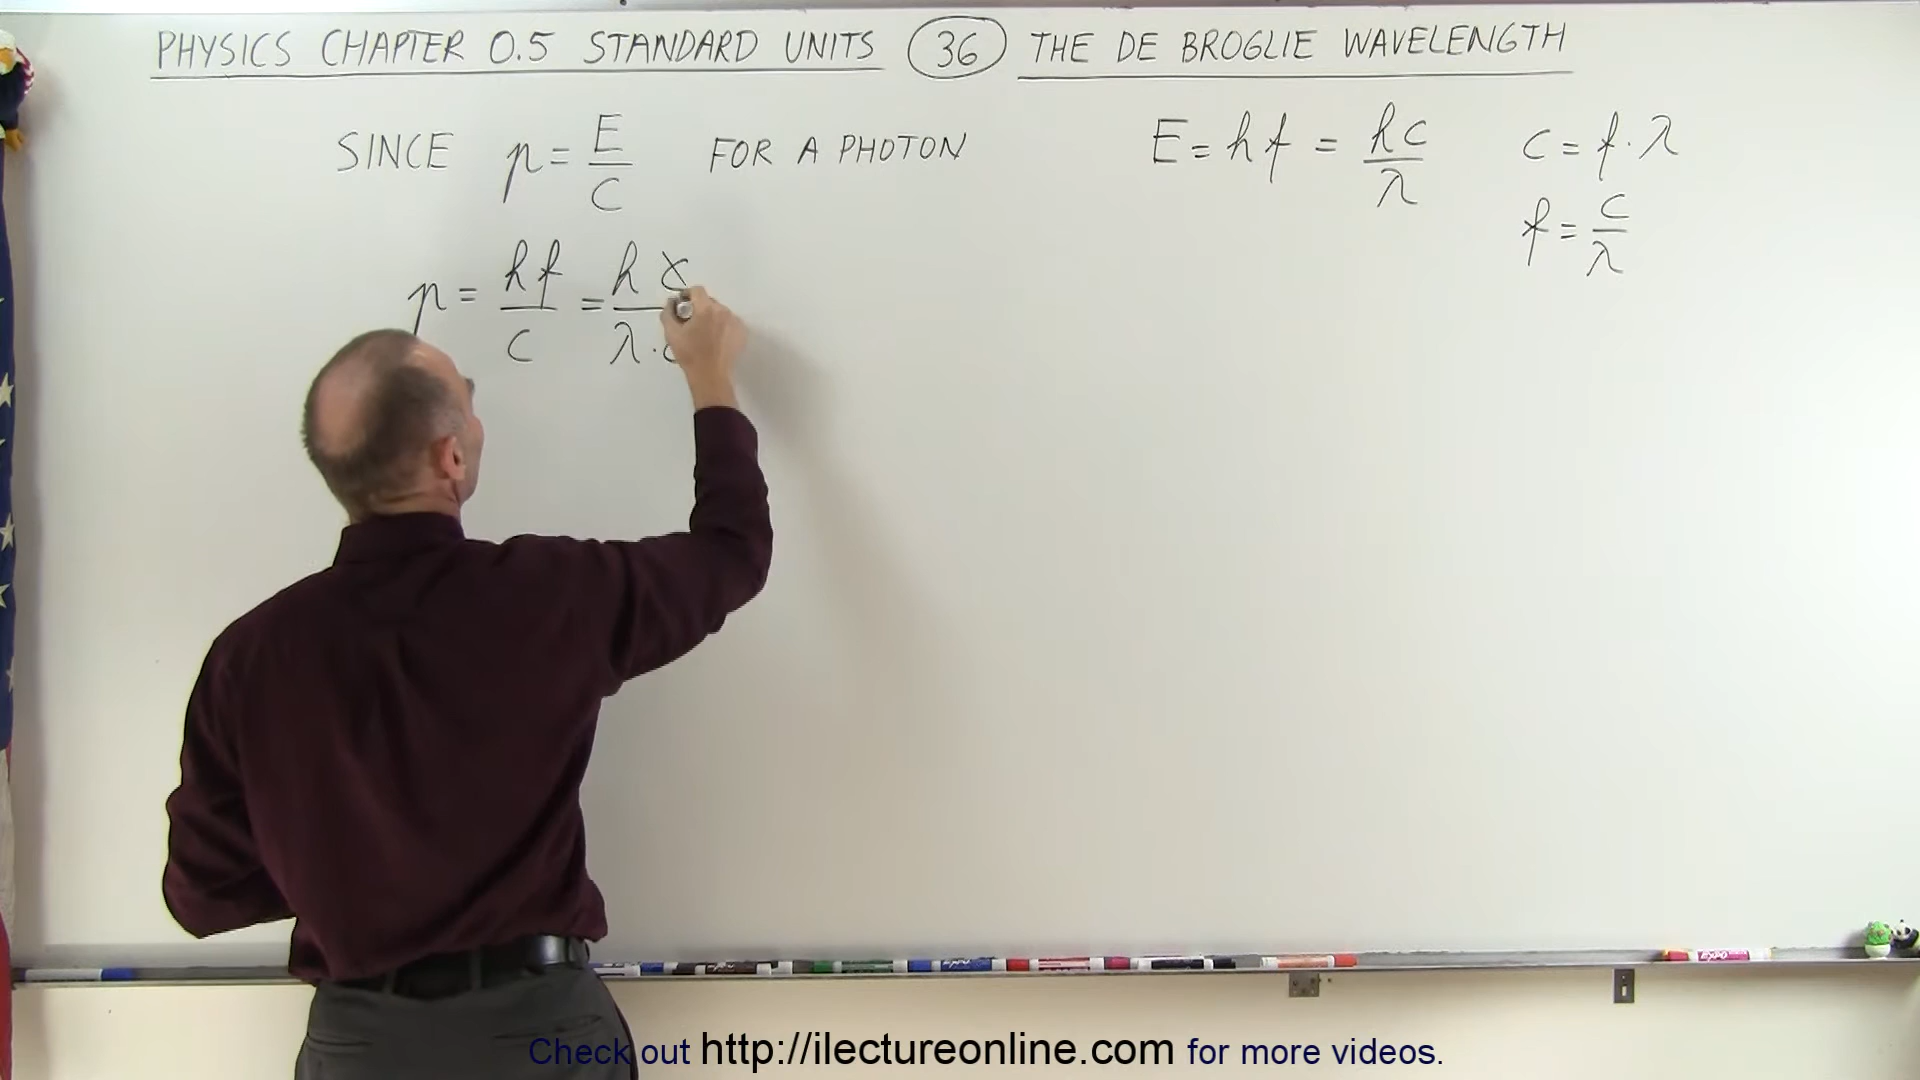 PHYSICS CHAPTER 0.5 STANDARD UNITS 36 THE DE BROGLIE WAVELENGTH
SINCE p = E/C FOR A PHOTON E = hf = hc/λ c = f·λ
f = c/λ
p = hf/c = hc/λ·c
Check out http://ilectureonline.com for more videos.